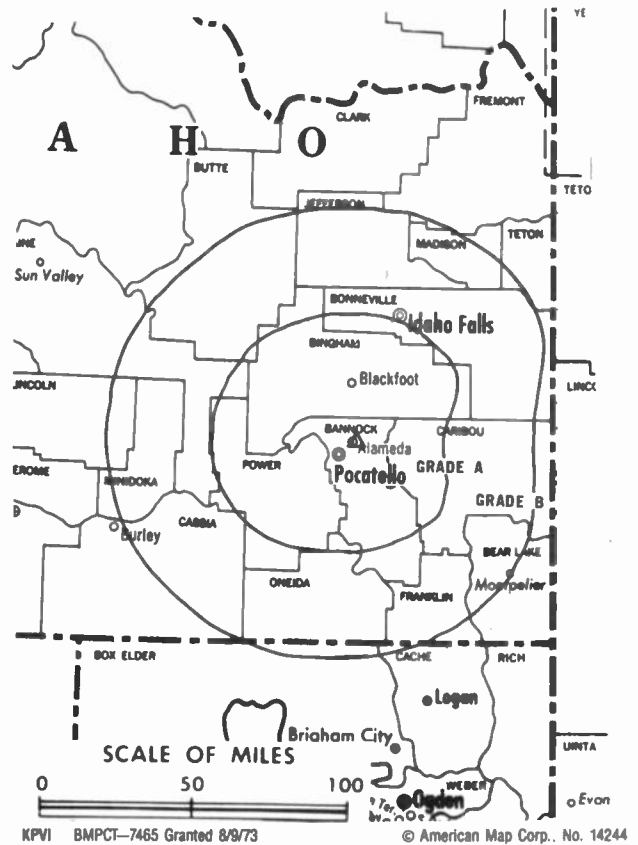 YE
FREMONT
CLARK
A H O
BUTTE
TETO
JEFFERSON
TETON
MADISON
Sun Valley
BONNEVILLE
Idaho Falls
BINGHAM
Blackfoot
LINC
BANNOCK
CARIBOU
Alameda
POWER
GRADE A
Pocatello
MINIDOKA
GRADE B
CASSIA
Burley
BEAR LAKE
ONEIDA
Montpelier
FRANKLIN
BOX ELDER
CACHE
RICH
Logan
Brigham City
UINTA
SCALE OF MILES
WEBER
0 50 100
Ogden
Evan
KPVI BMPCT—7465 Granted 8/9/73
© American Map Corp., No. 14244